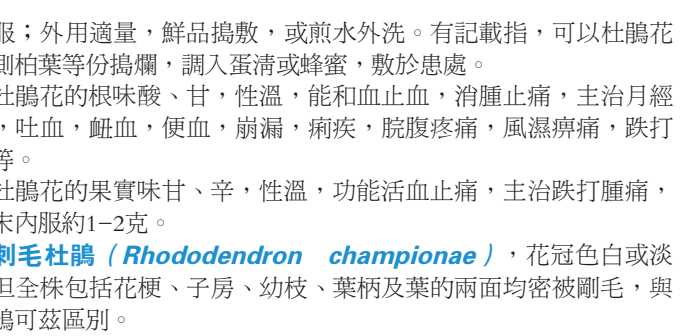 服；外用適量，鮮品搗敷，或煎水外洗。有記載指，可以杜鵑花
側柏葉等份搗爛，調入蛋清或蜂蜜，敷於患處。
杜鵑花的根味酸、甘，性溫，能和血止血，消腫止痛，主治月經
，吐血，衄血，便血，崩漏，痢疾，脘腹疼痛，風濕痹痛，跌打
等。
杜鵑花的果實味甘、辛，性溫，功能活血止痛，主治跌打腫痛，
末內服約1–2克。
刺毛杜鵑（Rhododendron championae），花冠色白或淡
但全株包括花梗、子房、幼枝、葉柄及葉的兩面均密被剛毛，與
鵑可茲區別。